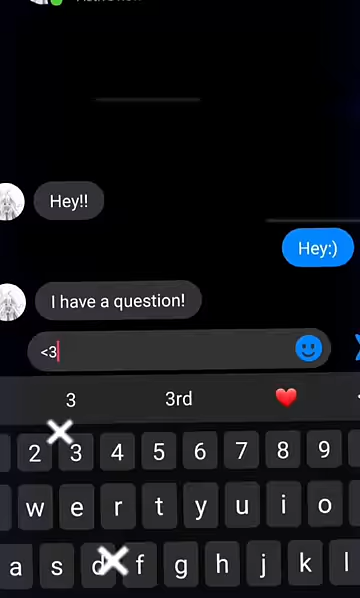 Hey!!
Hey:)
I have a question!
<3
3 3rd ❤️
2 3 4 5 6 7 8 9
w e r t y u i o
a s d f g h j k l